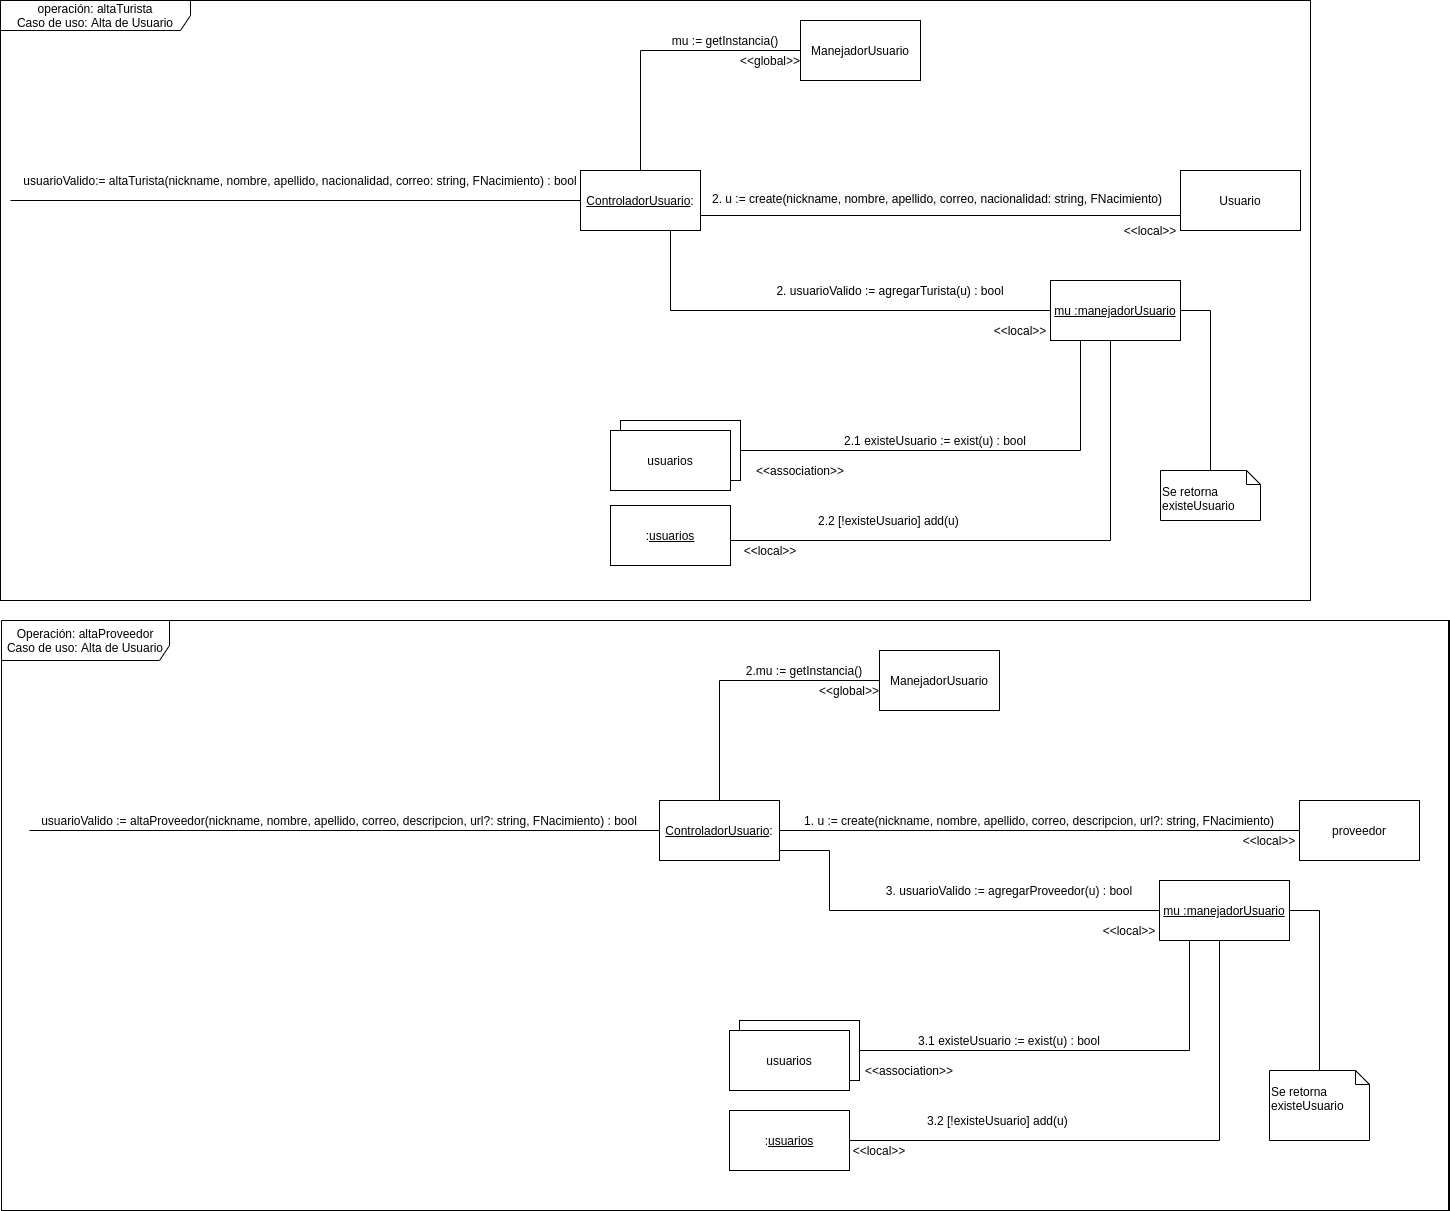 operación: altaTurista
Caso de uso: Alta de Usuario
mu := getInstancia()
<<global>>
ManejadorUsuario
usuarioValido:= altaTurista(nickname, nombre, apellido, nacionalidad, correo: string, FNacimiento) : bool
ControladorUsuario:
2. u := create(nickname, nombre, apellido, correo, nacionalidad: string, FNacimiento)
<<local>>
Usuario
2. usuarioValido := agregarTurista(u) : bool
<<local>>
mu :manejadorUsuario
usuarios
2.1 existeUsuario := exist(u) : bool
<<association>>
Se retorna
existeUsuario
:usuarios
2.2 [!existeUsuario] add(u)
<<local>>
Operación: altaProveedor
Caso de uso: Alta de Usuario
2.mu := getInstancia()
<<global>>
ManejadorUsuario
usuarioValido := altaProveedor(nickname, nombre, apellido, correo, descripcion, url?: string, FNacimiento) : bool
ControladorUsuario:
1. u := create(nickname, nombre, apellido, correo, descripcion, url?: string, FNacimiento)
<<local>>
proveedor
3. usuarioValido := agregarProveedor(u) : bool
<<local>>
mu :manejadorUsuario
usuarios
3.1 existeUsuario := exist(u) : bool
<<association>>
Se retorna
existeUsuario
:usuarios
3.2 [!existeUsuario] add(u)
<<local>>